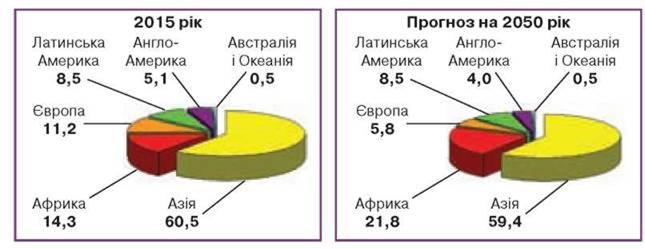 2015 рік
Латинська
Америка
8,5
Англо-
Америка
5,1
Австралія
і Океанія
0,5
Європа
11,2
Африка
14,3
Азія
60,5
Прогноз на 2050 рік
Латинська
Америка
8,5
Англо-
Америка
4,0
Австралія
і Океанія
0,5
Європа
5,8
Африка
21,8
Азія
59,4